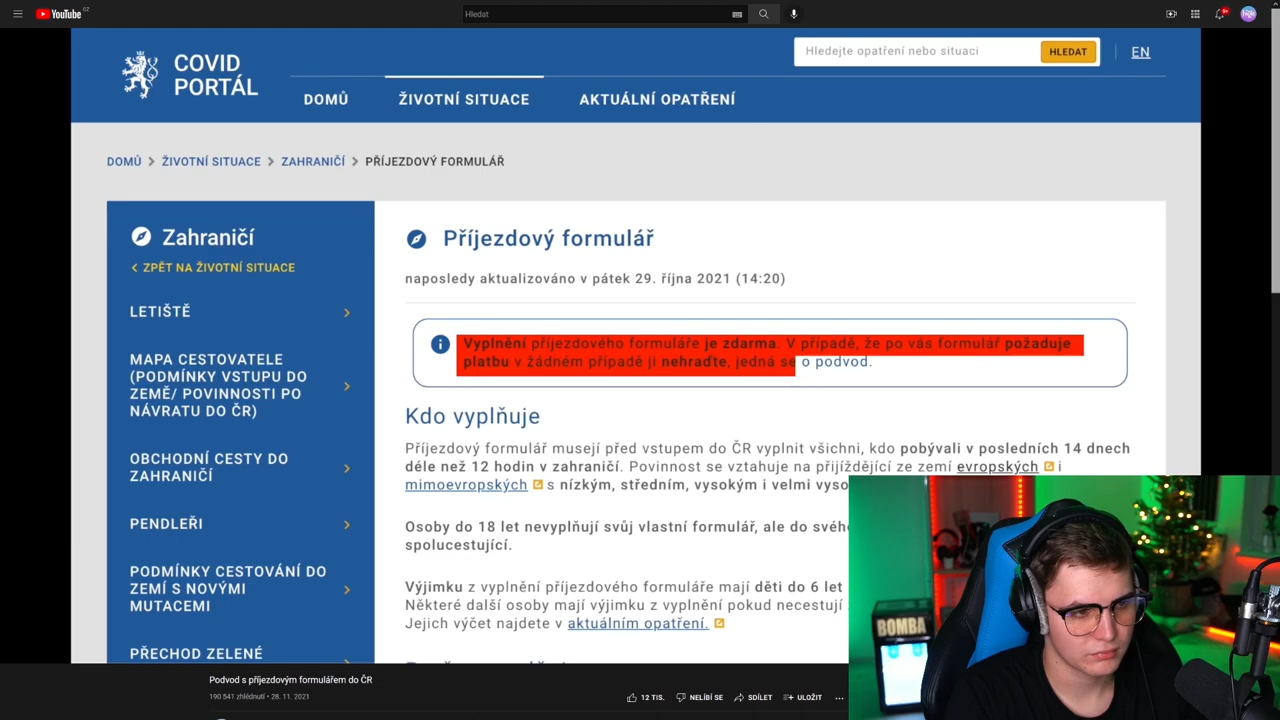 YouTube CZ
Hledat
9+
COVID
PORTÁL
Hledejte opatření nebo situaci
HLEDAT
EN
DOMŮ
ŽIVOTNÍ SITUACE
AKTUÁLNÍ OPATŘENÍ
DOMŮ > ŽIVOTNÍ SITUACE > ZAHRANIČÍ > PŘÍJEZDOVÝ FORMULÁŘ
Zahraničí
ZPĚT NA ŽIVOTNÍ SITUACE
LETIŠTĚ
MAPA CESTOVATELE
(PODMÍNKY VSTUPU DO
ZEMĚ/ POVINNOSTI PO
NÁVRATU DO ČR)
OBCHODNÍ CESTY DO
ZAHRANIČÍ
PENDLEŘI
PODMÍNKY CESTOVÁNÍ DO
ZEMÍ S NOVÝMI
MUTACEMI
PŘECHOD ZELENÉ
Příjezdový formulář
naposledy aktualizováno v pátek 29. října 2021 (14:20)
Vyplnění příjezdového formuláře je zdarma. V případě, že po vás formulář požaduje
platbu v žádném případě ji nehraďte, jedná se o podvod.
Kdo vyplňuje
Příjezdový formulář musejí před vstupem do ČR vyplnit všichni, kdo pobývali v posledních 14 dnech
déle než 12 hodin v zahraničí. Povinnost se vztahuje na přijíždějící ze zemí evropských i
mimoevropských s nízkým, středním, vysokým i velmi vyso
Osoby do 18 let nevyplňují svůj vlastní formulář, ale do svéh
spolucestující.
Výjimku z vyplnění příjezdového formuláře mají děti do 6 let
Některé další osoby mají výjimku z vyplnění pokud necestují
Jejich výčet najdete v aktuálním opatření.
BOMBA
Podvod s příjezdovým formulářem do ČR
190 541 zhlédnutí • 28. 11. 2021
12 TIS.
NELÍBÍ SE
SDÍLET
ULOŽIT